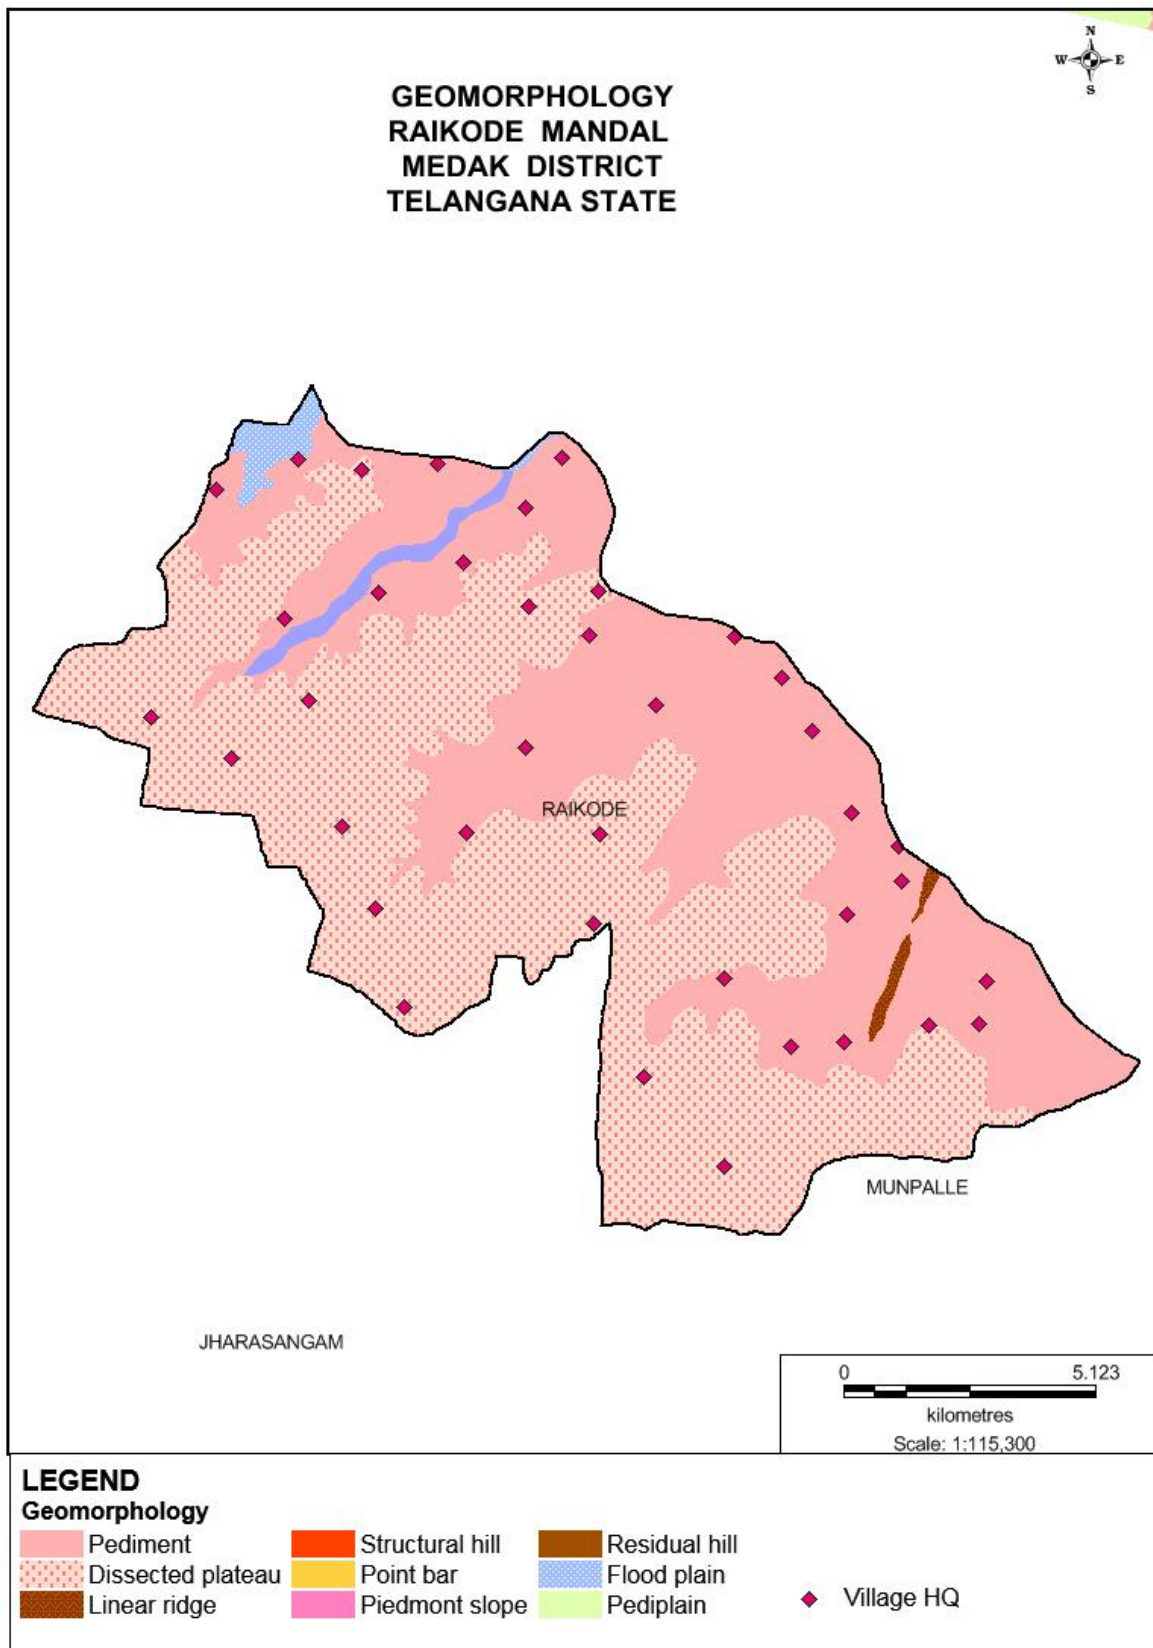 N
W E
S
GEOMORPHOLOGY
RAIKODE MANDAL
MEDAK DISTRICT
TELANGANA STATE
RAIKODE
MUNPALLE
JHARASANGAM
0 5.123
kilometres
Scale: 1:115,300
LEGEND
Geomorphology
Pediment Structural hill Residual hill
Dissected plateau Point bar Flood plain
Linear ridge Piedmont slope Pediplain
Village HQ